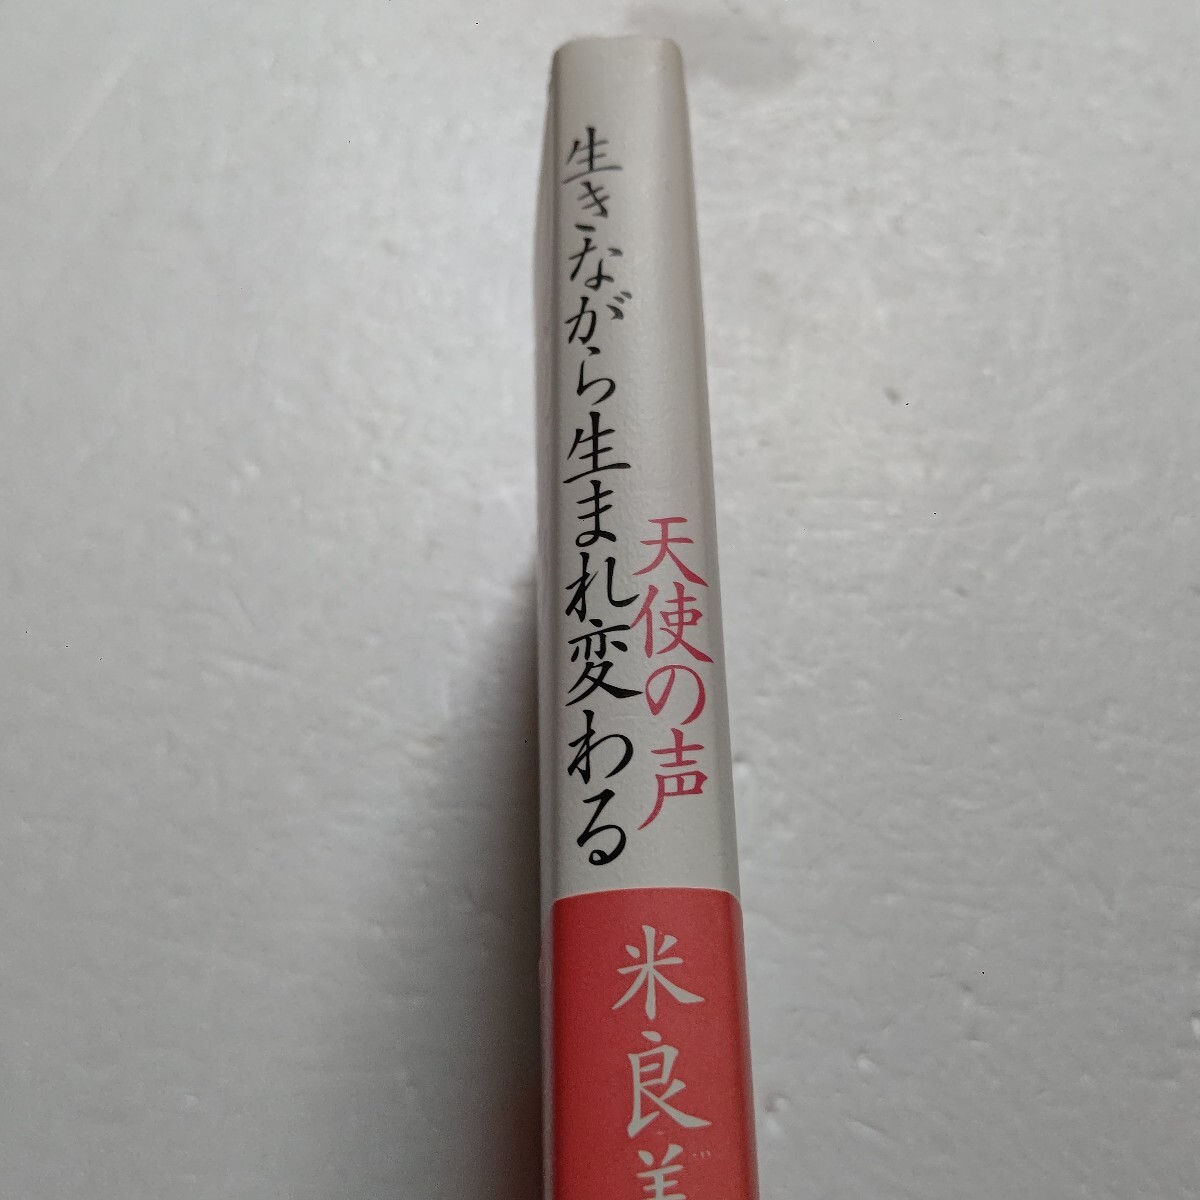 天使の声
生きながら生まれ変わる
米良美